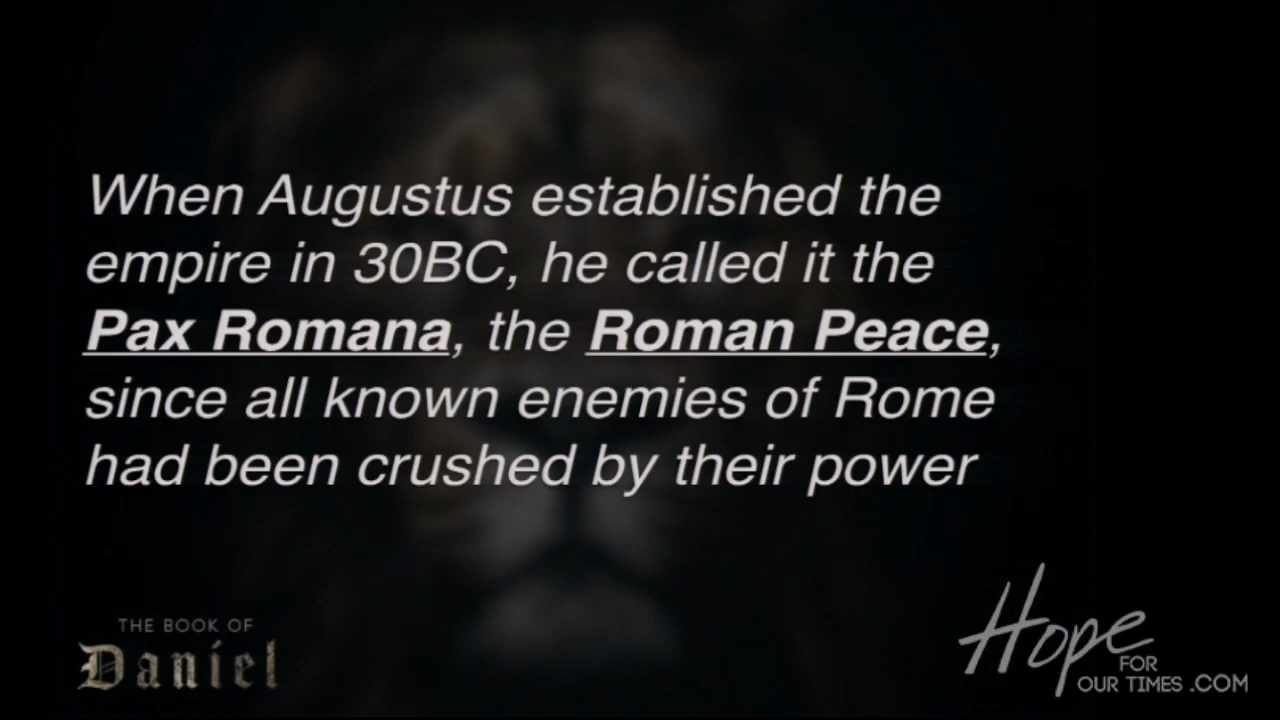 When Augustus established the
empire in 30BC, he called it the
Pax Romana, the Roman Peace,
since all known enemies of Rome
had been crushed by their power
THE BOOK OF
Daniel
Hope
FOR
OUR TIMES .COM